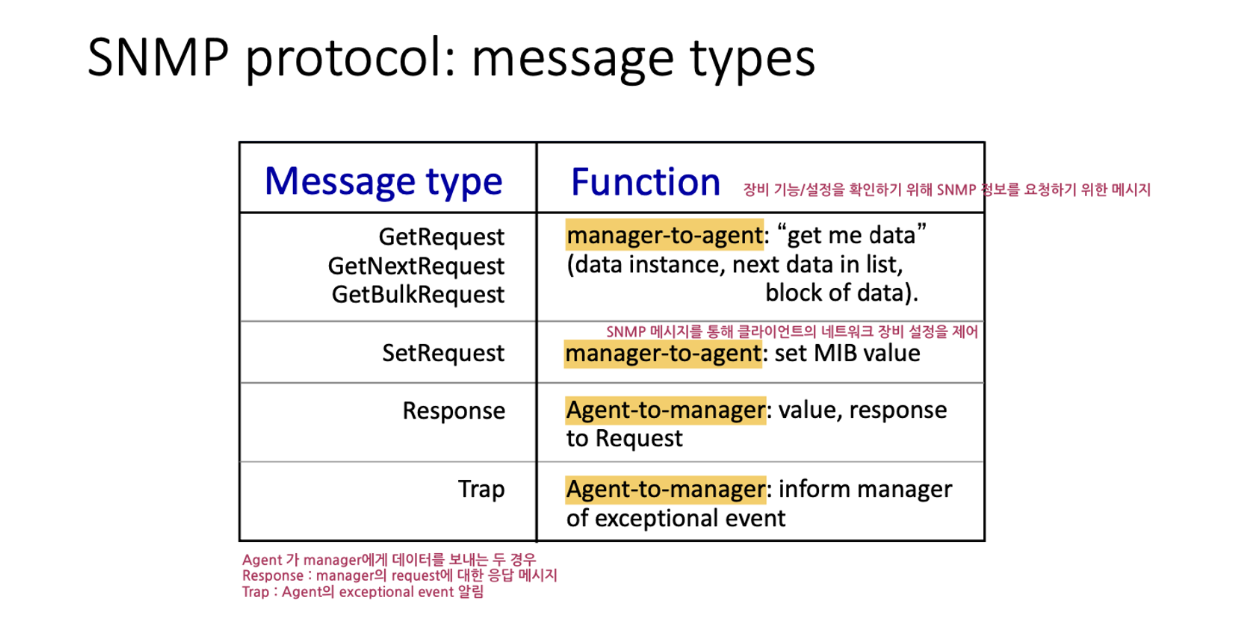 SNMP protocol: message types
Message type
Function
장비 기능/설정을 확인하기 위해 SNMP 정보를 요청하기 위한 메시지
GetRequest
GetNextRequest
GetBulkRequest
manager-to-agent: “get me data”
(data instance, next data in list,
block of data).
SNMP 메시지를 통해 클라이언트의 네트워크 장비 설정을 제어
SetRequest
manager-to-agent: set MIB value
Response
Agent-to-manager: value, response
to Request
Trap
Agent-to-manager: inform manager
of exceptional event
Agent 가 manager에게 데이터를 보내는 두 경우
Response : manager의 request에 대한 응답 메시지
Trap : Agent의 exceptional event 알림